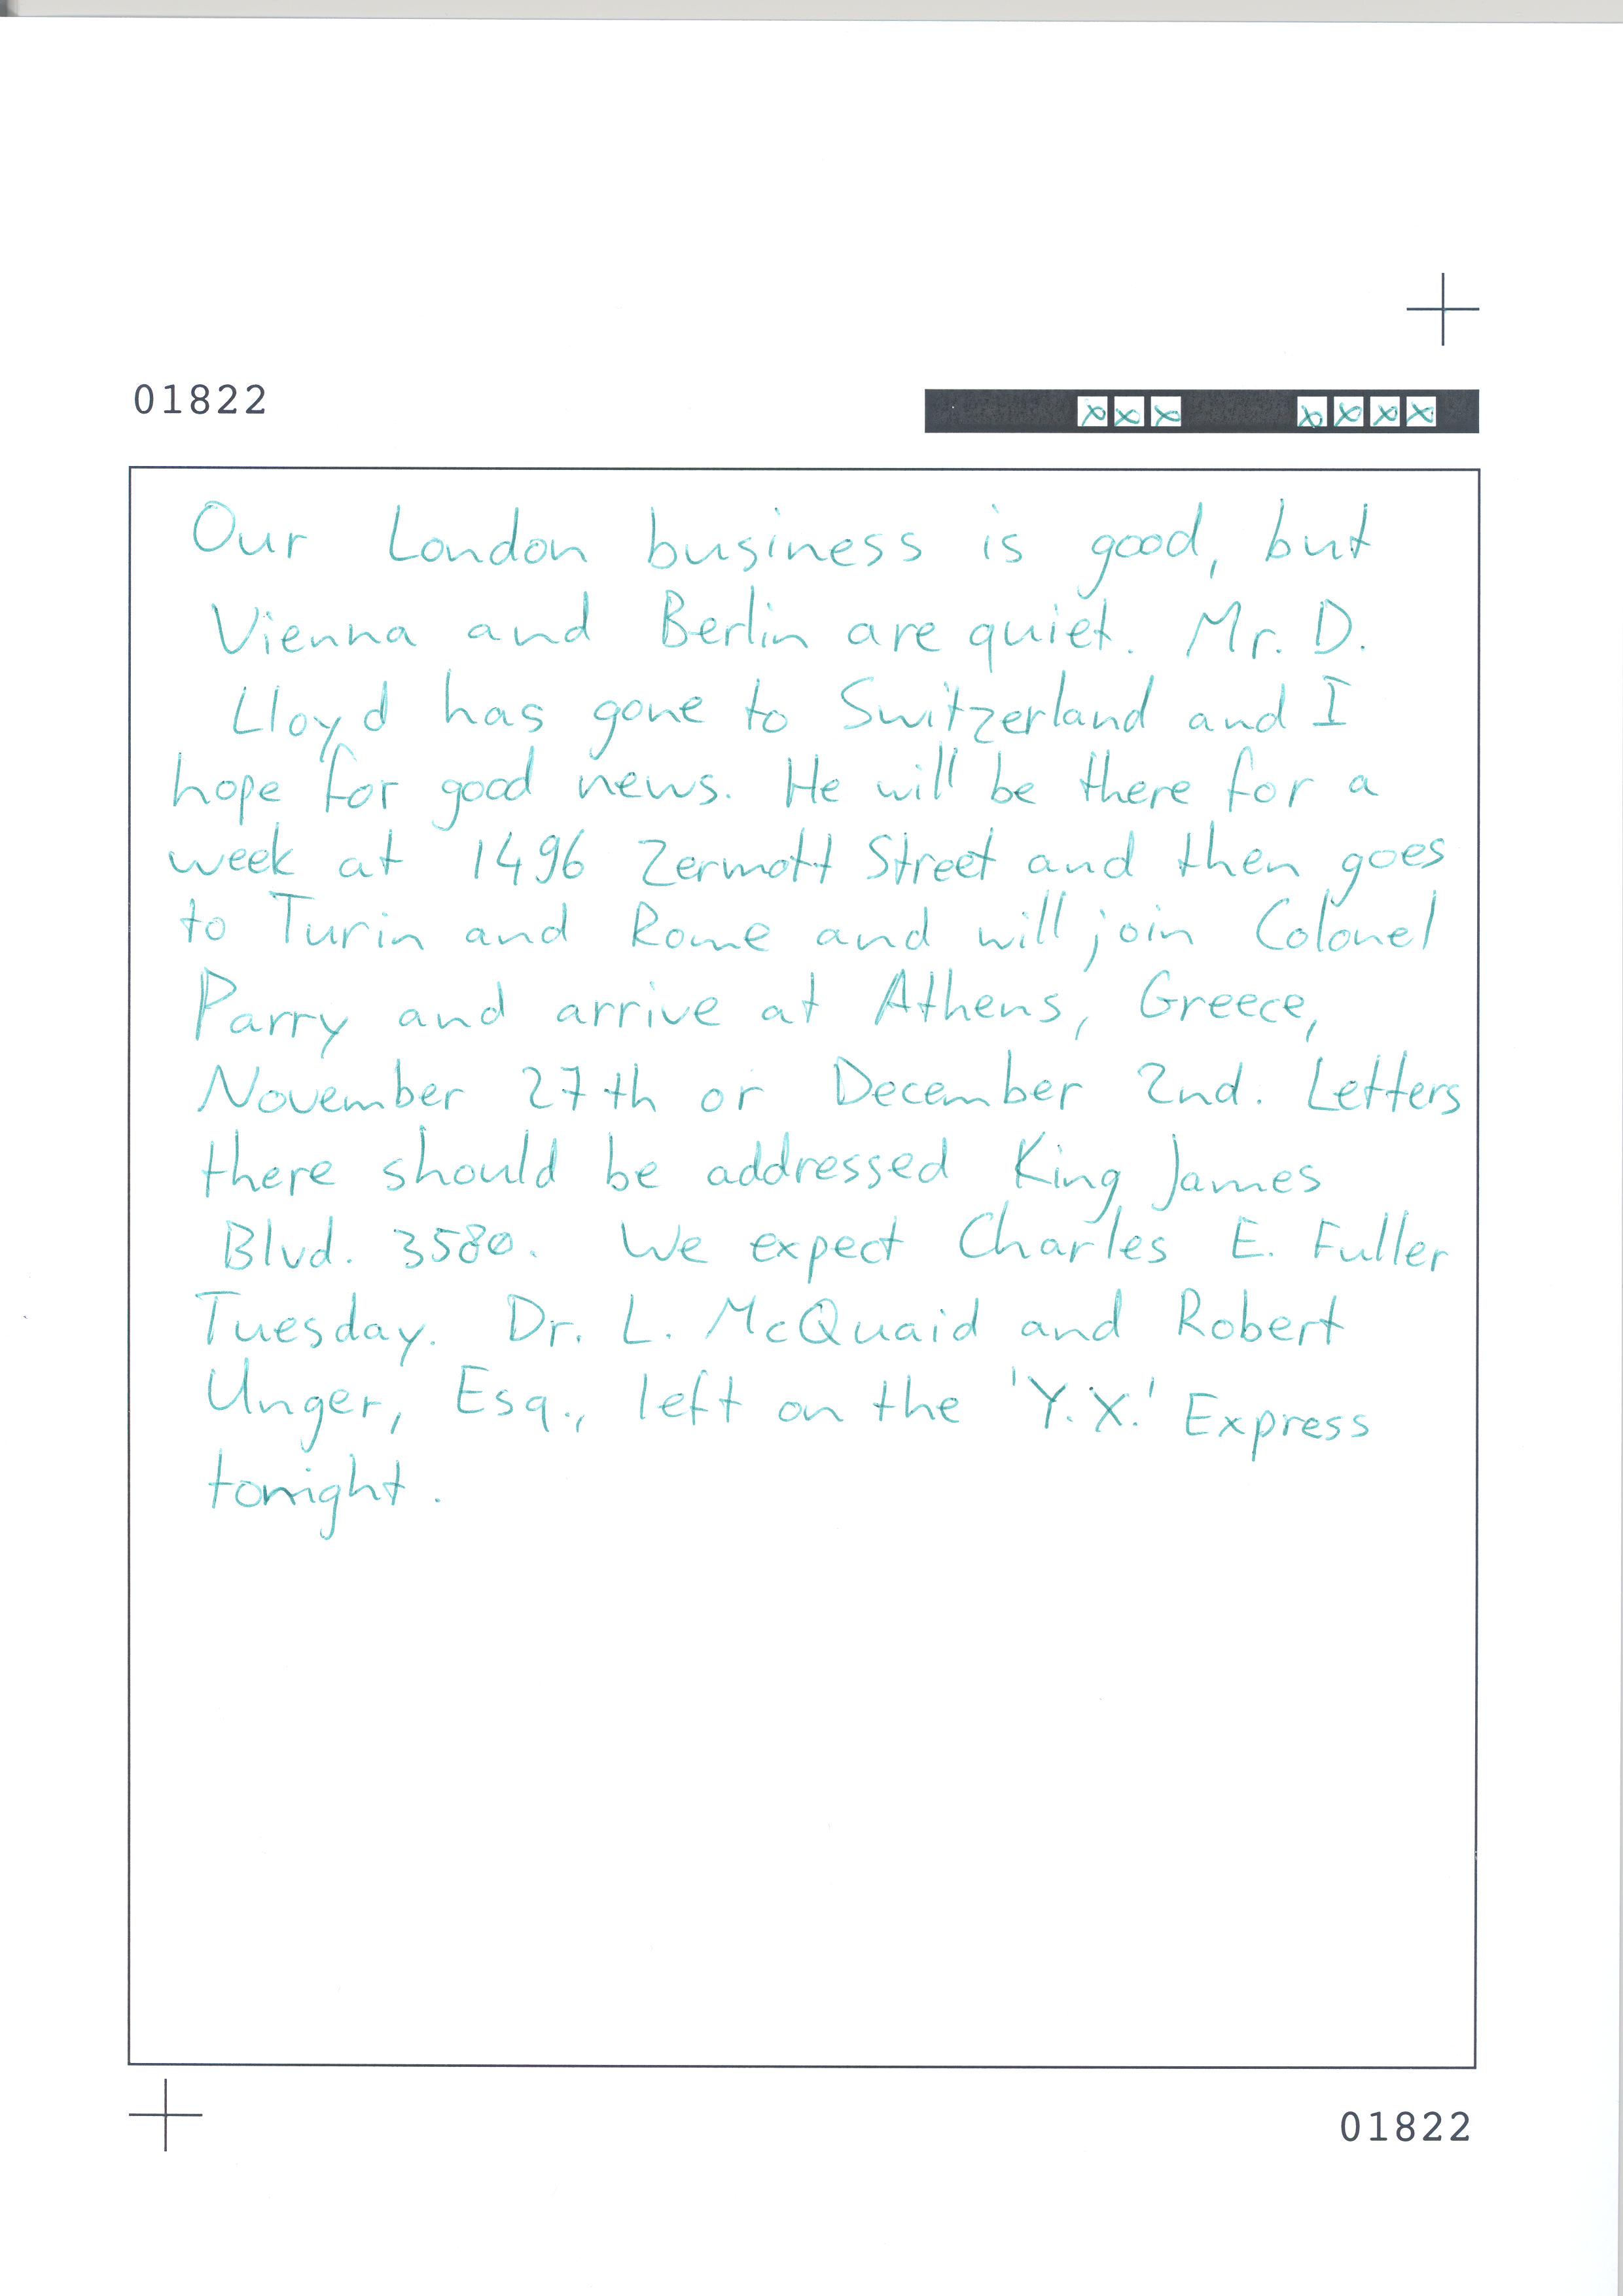 01822
Our London business is good, but
Vienna and Berlin are quiet. Mr. D.
Lloyd has gone to Switzerland and I
hope for good news. He will be there for a
week at 1496 Zermott Street and then goes
to Turin and Rome and will join Colonel
Parry and arrive at Athens, Greece,
November 27th or December 2nd. Letters
there should be addressed King James
Blvd. 3580. We expect Charles E. Fuller
Tuesday. Dr. L. McQuaid and Robert
Unger, Esq., left on the 'Y.X.' Express
tonight.
01822